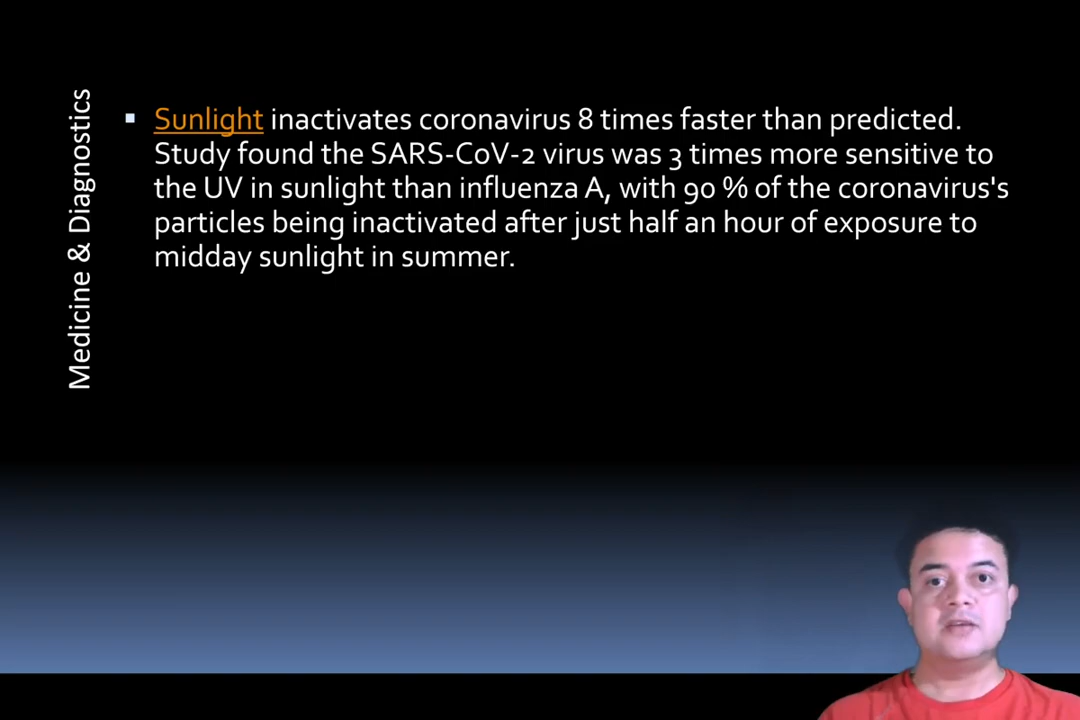 Medicine & Diagnostics
▪ Sunlight inactivates coronavirus 8 times faster than predicted.
Study found the SARS-CoV-2 virus was 3 times more sensitive to
the UV in sunlight than influenza A, with 90 % of the coronavirus's
particles being inactivated after just half an hour of exposure to
midday sunlight in summer.